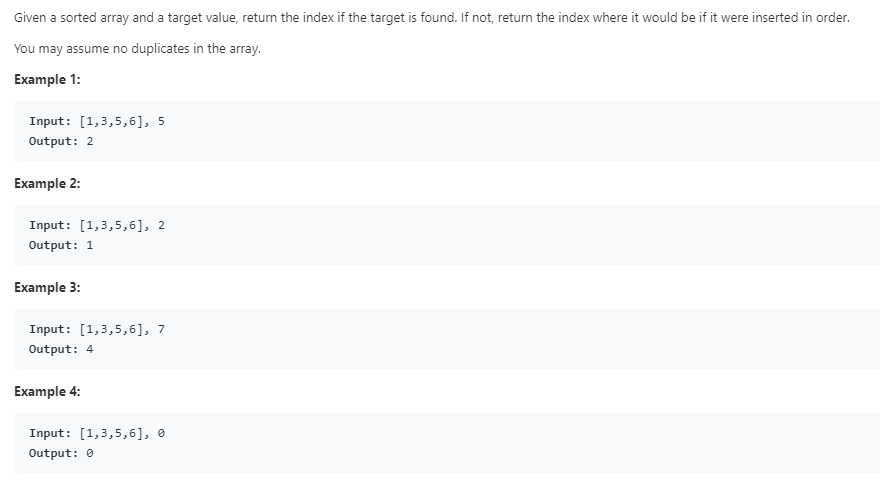 Given a sorted array and a target value, return the index if the target is found. If not, return the index where it would be if it were inserted in order.
You may assume no duplicates in the array.
Example 1:
Input: [1,3,5,6], 5
Output: 2
Example 2:
Input: [1,3,5,6], 2
Output: 1
Example 3:
Input: [1,3,5,6], 7
Output: 4
Example 4:
Input: [1,3,5,6], 0
Output: 0